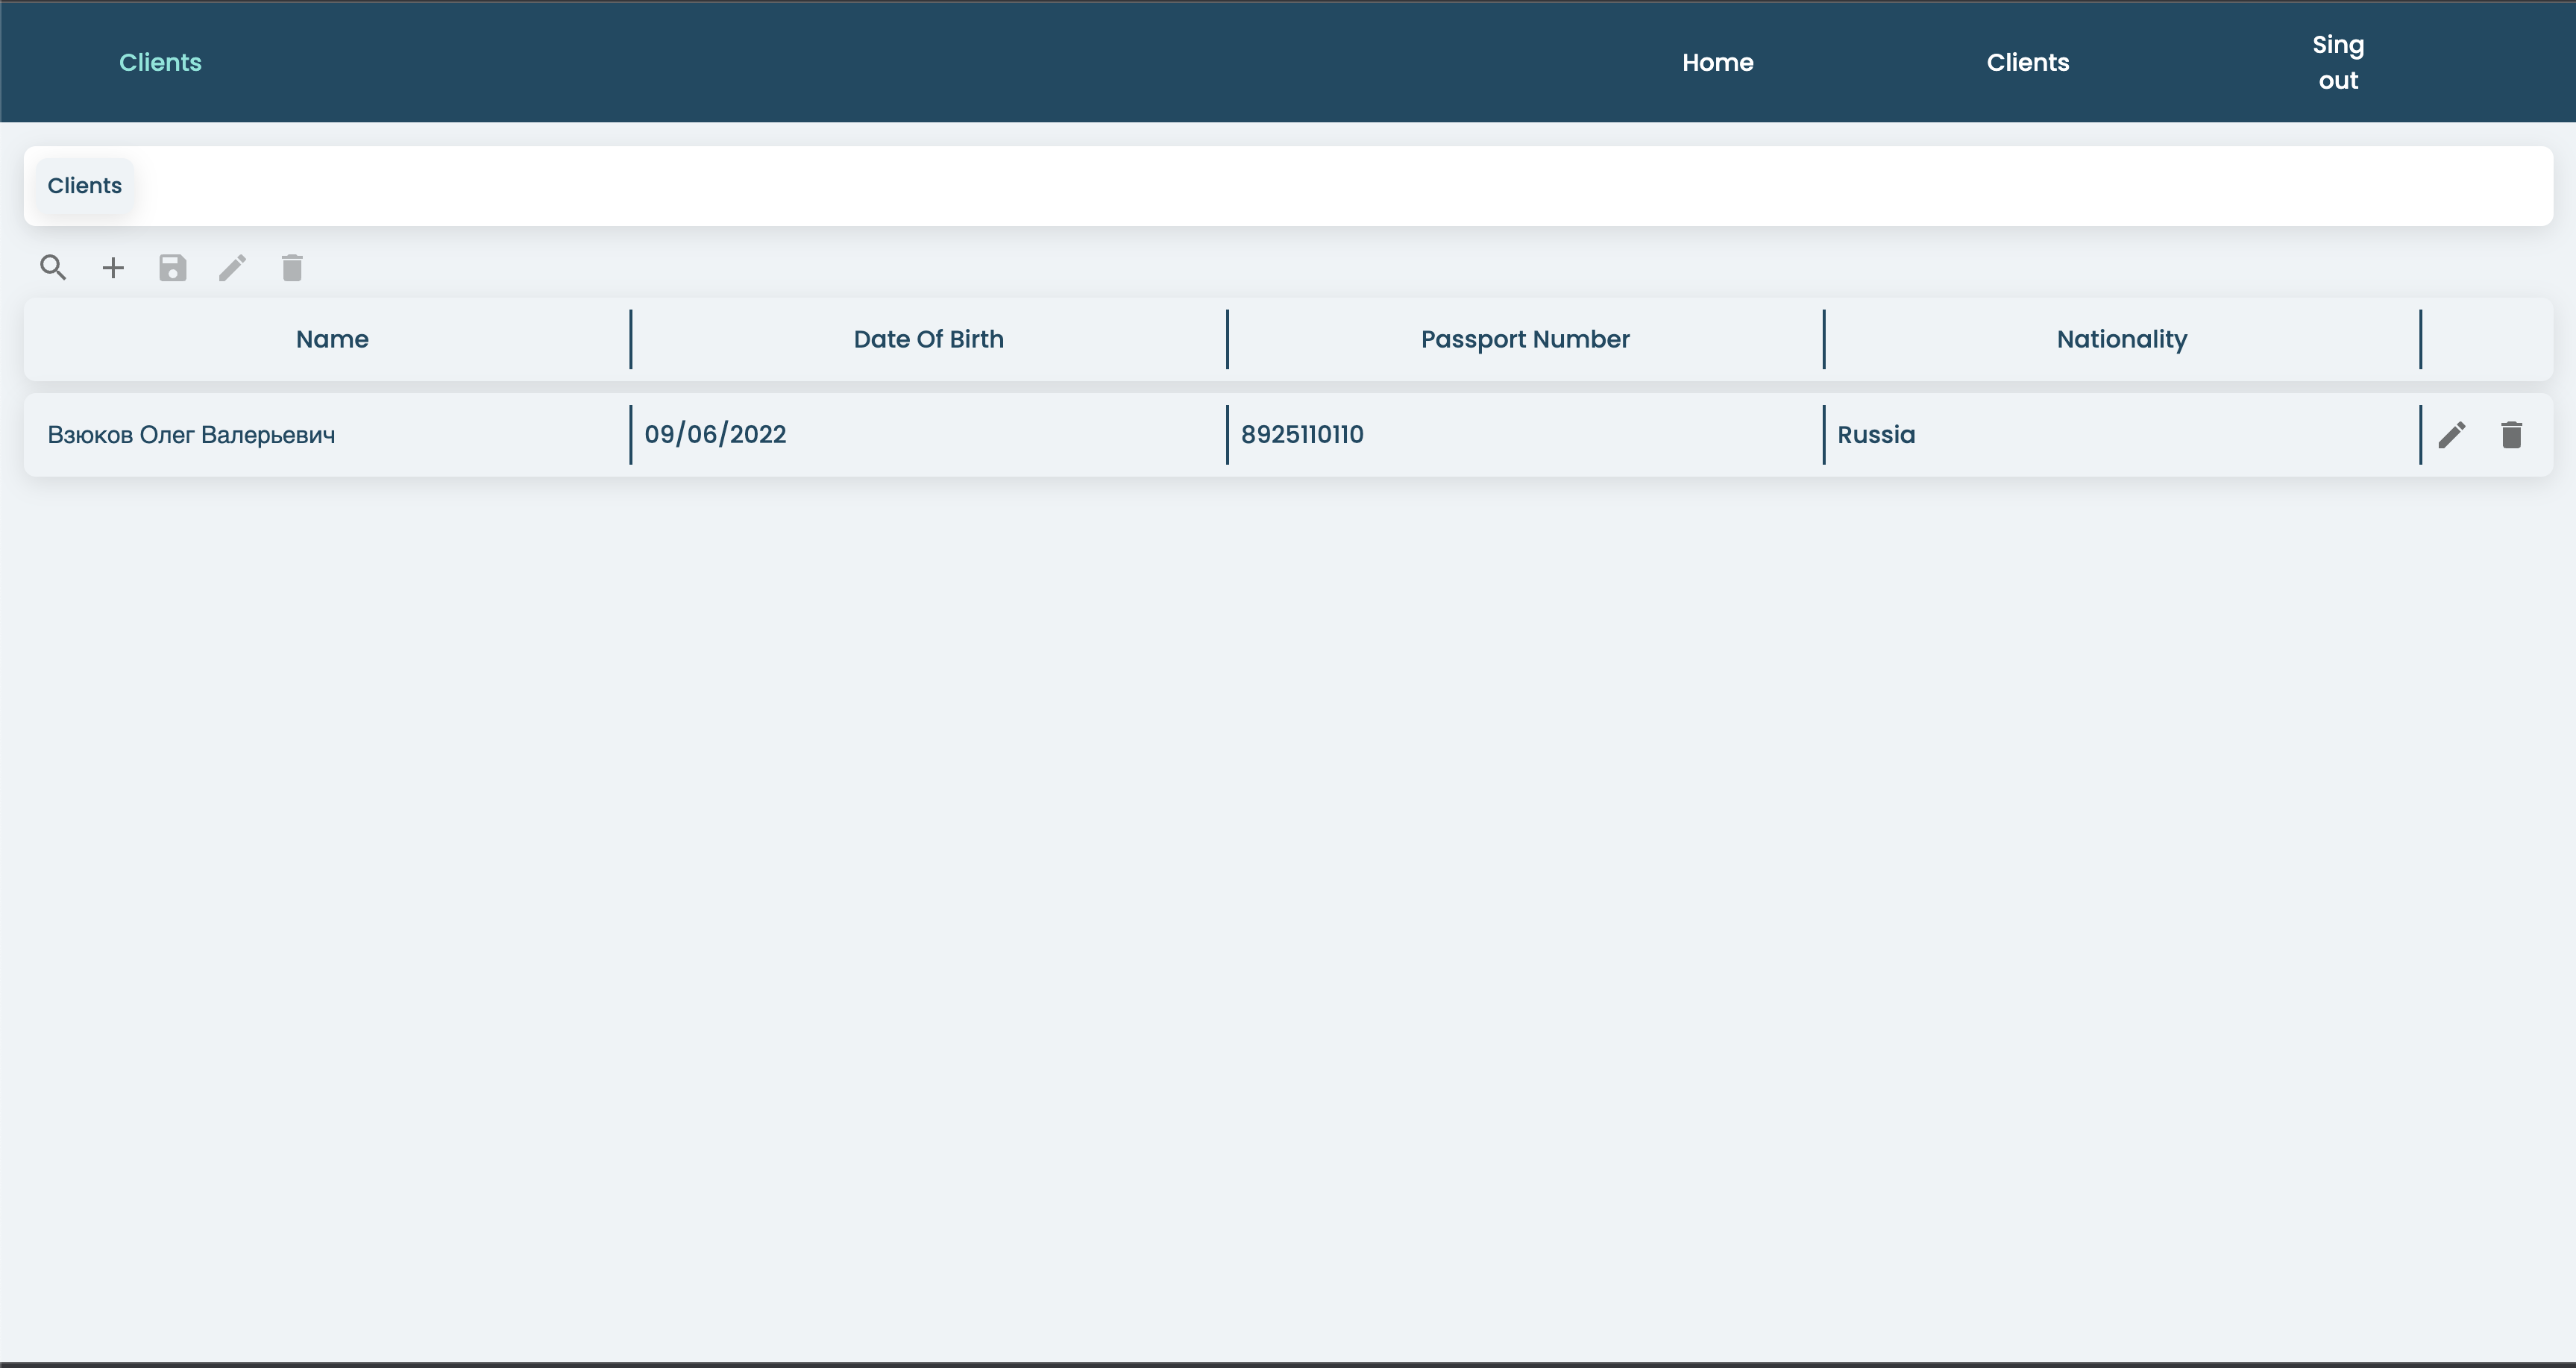 Clients
Home
Clients
Sing
out
Clients
Name
Date Of Birth
Passport Number
Nationality
Взюков Олег Валерьевич
09/06/2022
8925110110
Russia